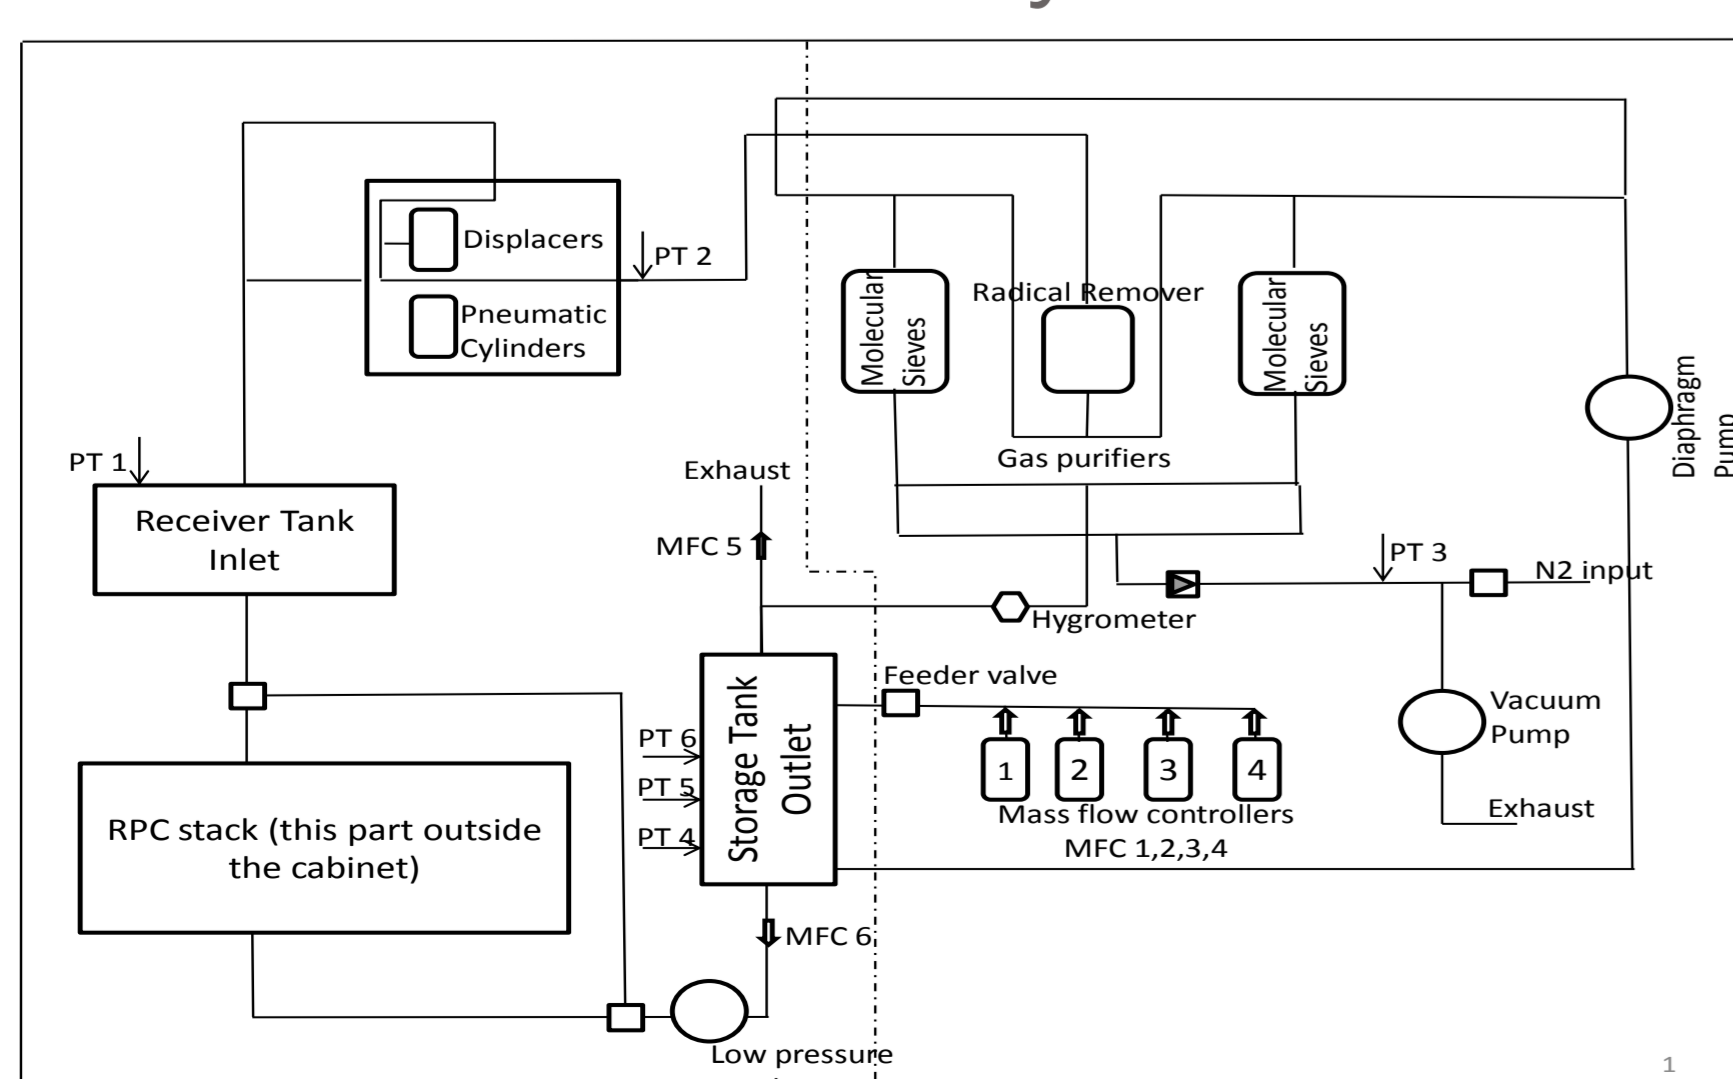 Displacers
PT 2
Pneumatic
Cylinders
Molecular
Sieves
Radical Remover
Molecular
Sieves
Diaphragm
Pump
PT 1
Exhaust
Gas purifiers
Receiver Tank
Inlet
MFC 5
PT 3
N2 input
Hygrometer
Feeder valve
Storage Tank
Outlet
PT 6
PT 5
PT 4
1
2
3
4
Vacuum
Pump
Mass flow controllers
MFC 1,2,3,4
Exhaust
RPC stack (this part outside
the cabinet)
MFC 6
Low pressure
1